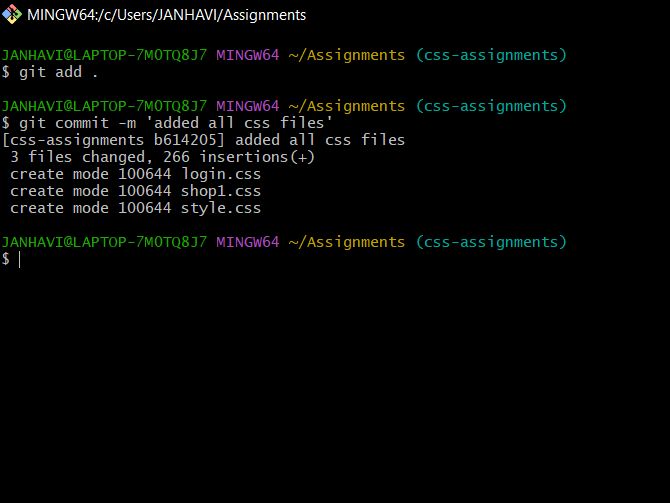 MINGW64:/c/Users/JANHAVI/Assignments
JANHAVI@LAPTOP-7M0TQ8J7 MINGW64 ~/Assignments (css-assignments)
$ git add .
JANHAVI@LAPTOP-7M0TQ8J7 MINGW64 ~/Assignments (css-assignments)
$ git commit -m 'added all css files'
[css-assignments b614205] added all css files
 3 files changed, 266 insertions(+)
 create mode 100644 login.css
 create mode 100644 shop1.css
 create mode 100644 style.css
JANHAVI@LAPTOP-7M0TQ8J7 MINGW64 ~/Assignments (css-assignments)
$